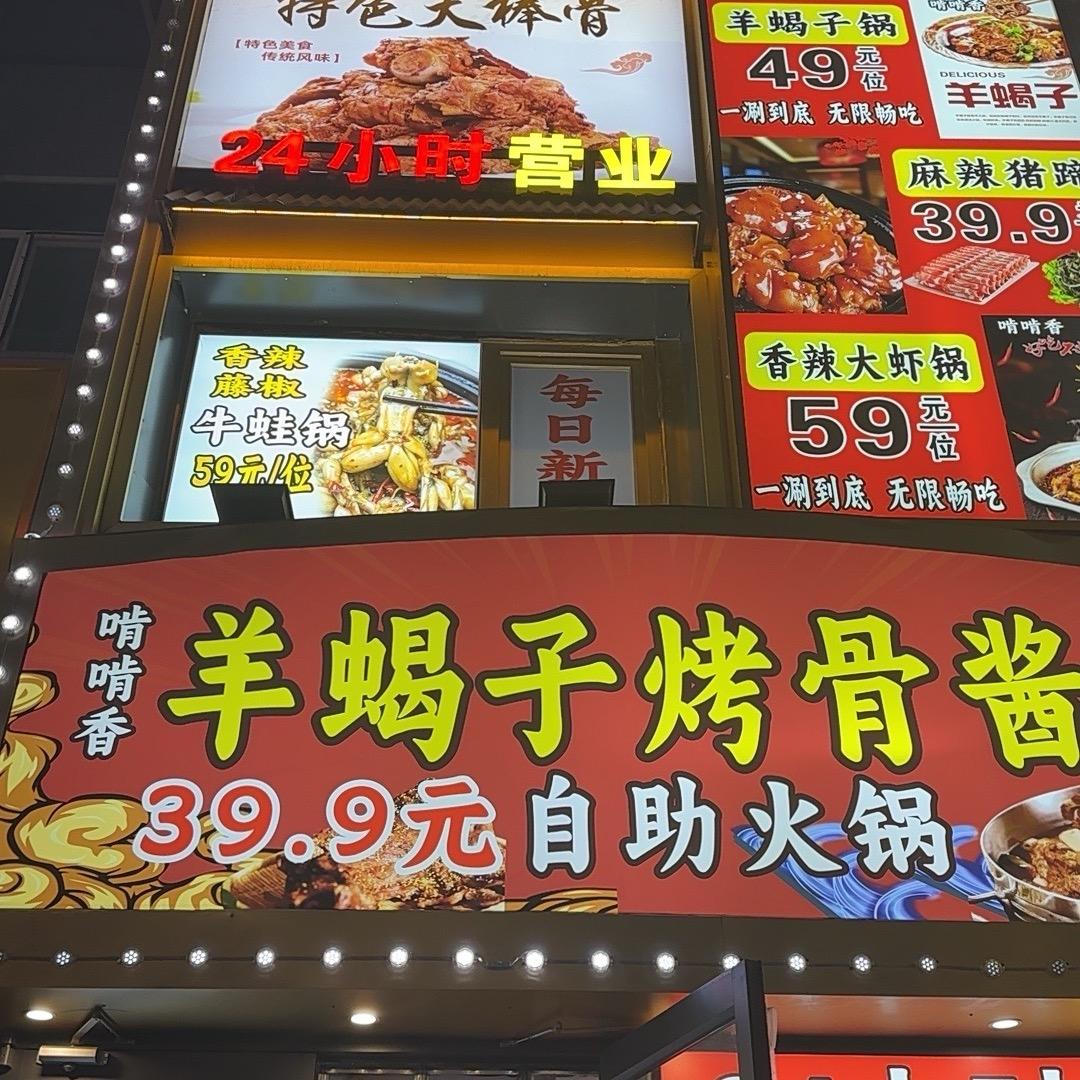 特色大棒骨
【特色美食
传統风味】
24小时营业
羊蝎子锅
49元/位
一涮到底 无限畅吃
啃啃香
DELICIOUS
羊蝎子
麻辣猪蹄
39.9
香辣大虾锅
59元/位
一涮到底 无限畅吃
啃啃香
香辣
藤椒
牛蛙锅
59元/位
每日新
啃啃香
羊蝎子烤骨酱
39.9元自助火锅